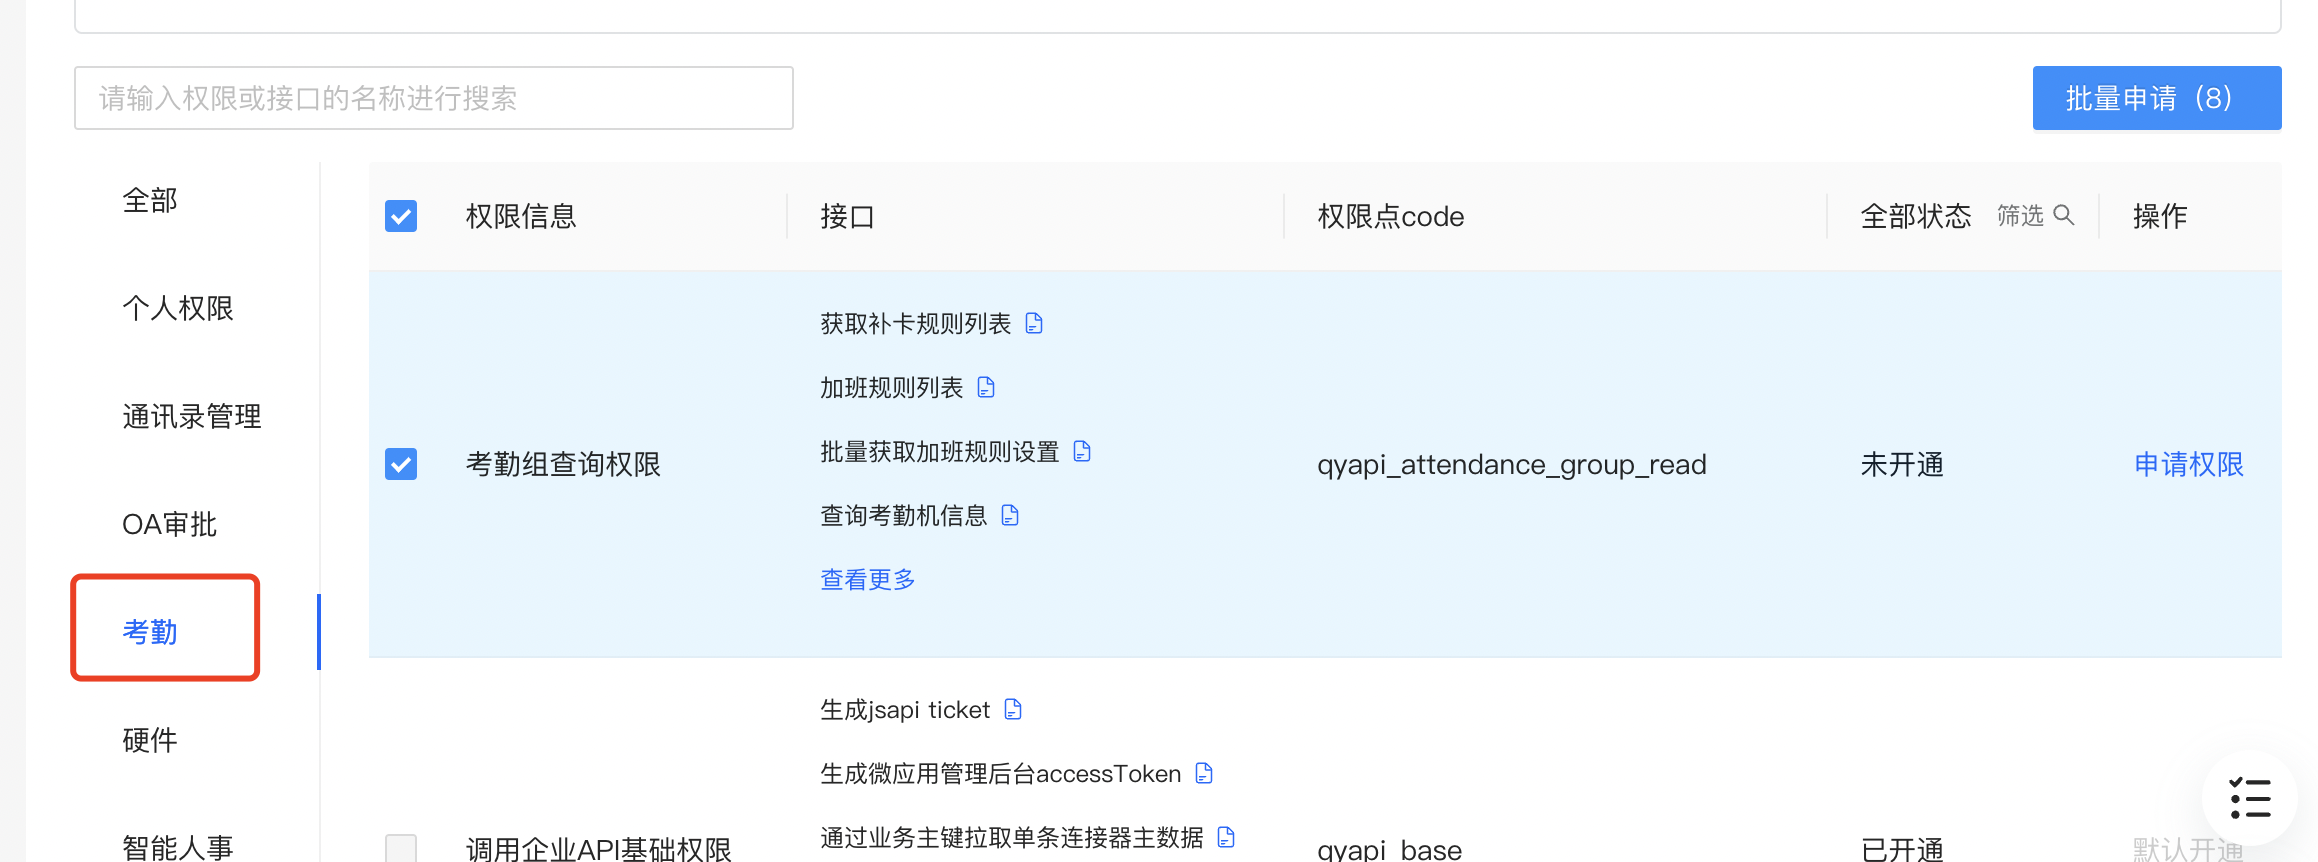 请输入权限或接口的名称进行搜索
批量申请（8）
全部
个人权限
通讯录管理
OA审批
考勤
硬件
智能人事
权限信息
接口
权限点code
全部状态 筛选
操作
考勤组查询权限
获取补卡规则列表
加班规则列表
批量获取加班规则设置
查询考勤机信息
查看更多
qyapi_attendance_group_read
未开通
申请权限
调用企业API基础权限
生成jsapi ticket
生成微应用管理后台accessToken
通过业务主键拉取单条连接器主数据
qyapi_base
已开通
默认开通